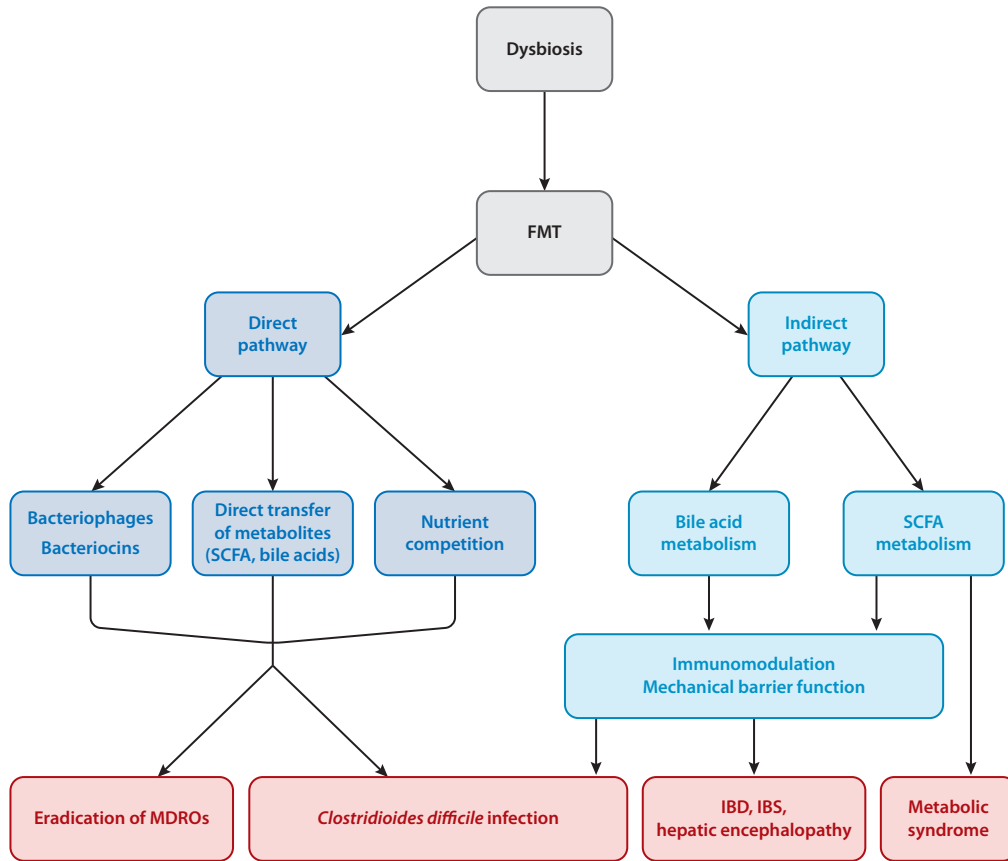 Dysbiosis
FMT
Direct
pathway
Indirect
pathway
Bacteriophages
Bacteriocins
Direct transfer
of metabolites
(SCFA, bile acids)
Nutrient
competition
Bile acid
metabolism
SCFA
metabolism
Immunomodulation
Mechanical barrier function
Eradication of MDROs
Clostridioides difficile infection
IBD, IBS,
hepatic encephalopathy
Metabolic
syndrome